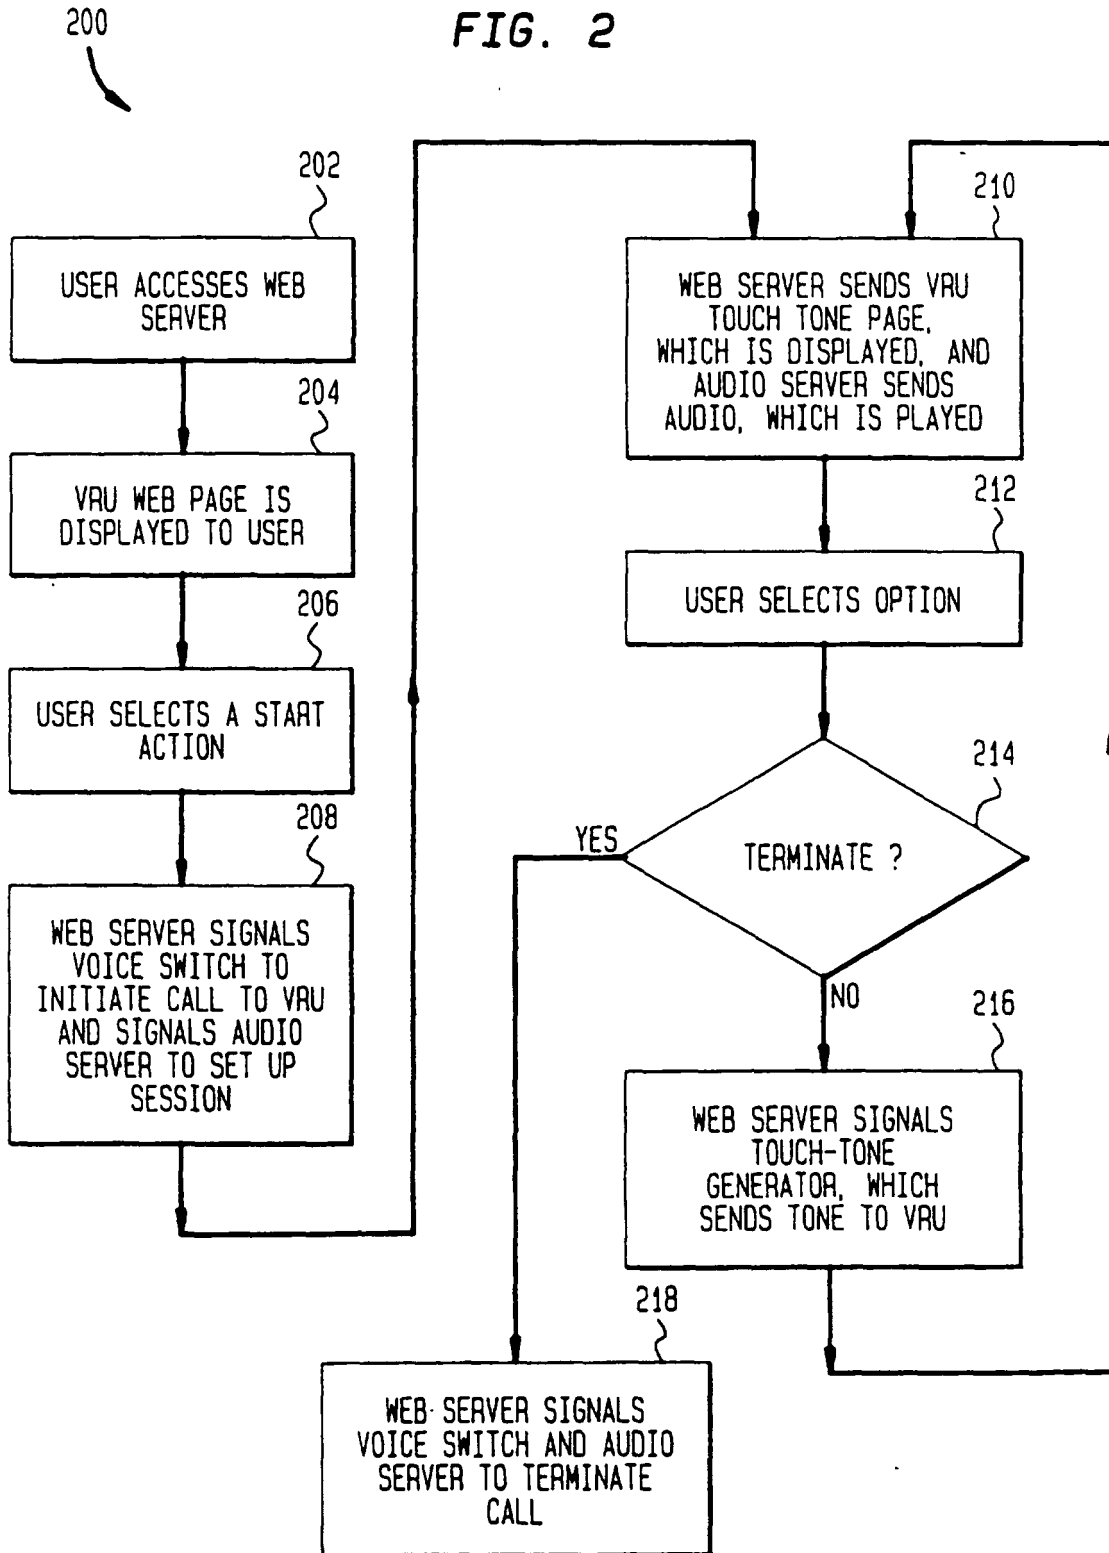 200
FIG. 2
202
USER ACCESSES WEB
SERVER
204
VRU WEB PAGE IS
DISPLAYED TO USER
206
USER SELECTS A START
ACTION
208
WEB SERVER SIGNALS
VOICE SWITCH TO
INITIATE CALL TO VRU
AND SIGNALS AUDIO
SERVER TO SET UP
SESSION
210
WEB SERVER SENDS VRU
TOUCH TONE PAGE,
WHICH IS DISPLAYED, AND
AUDIO SERVER SENDS
AUDIO, WHICH IS PLAYED
212
USER SELECTS OPTION
214
TERMINATE ?
YES
NO
216
WEB SERVER SIGNALS
TOUCH-TONE
GENERATOR, WHICH
SENDS TONE TO VRU
218
WEB SERVER SIGNALS
VOICE SWITCH AND AUDIO
SERVER TO TERMINATE
CALL